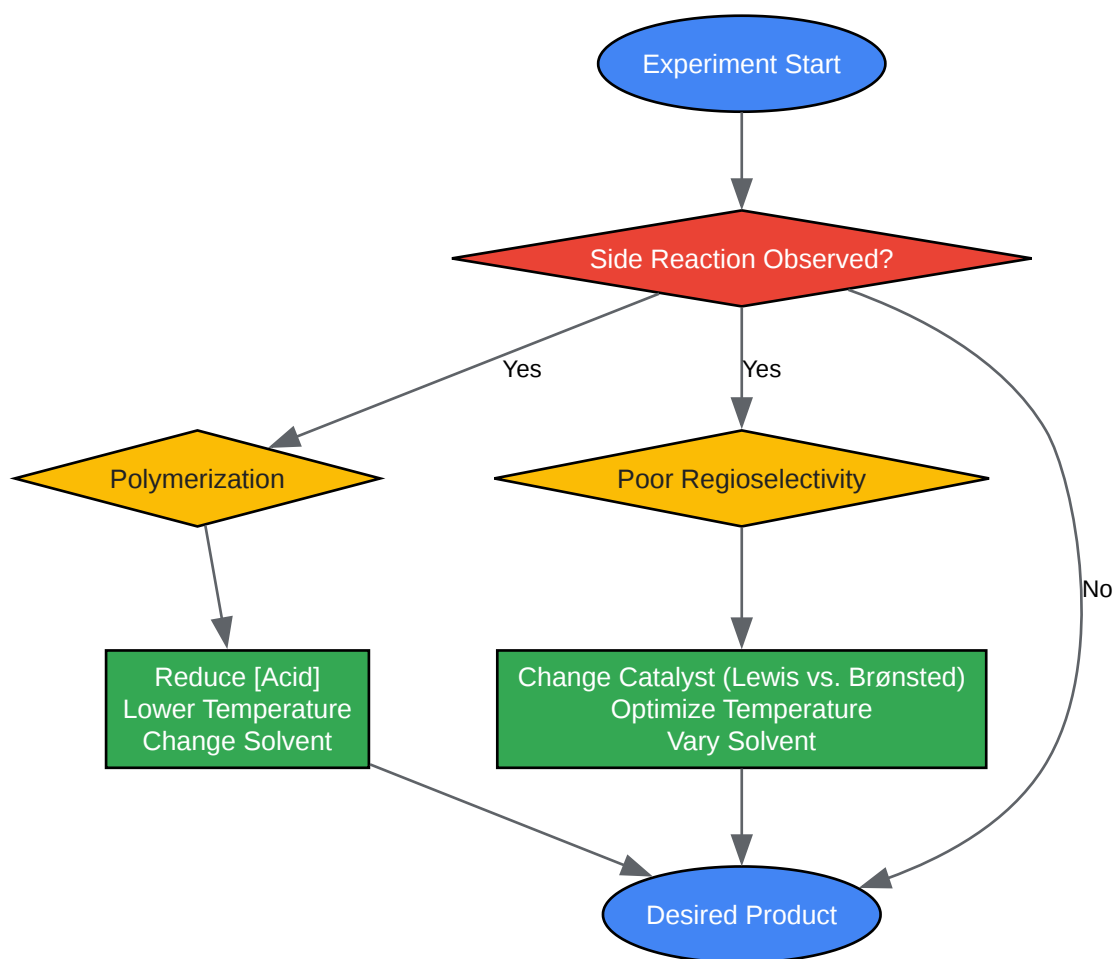 Experiment Start
Side Reaction Observed?
Yes
Yes
Polymerization
Poor Regioselectivity
No
Reduce [Acid]
Lower Temperature
Change Solvent
Change Catalyst (Lewis vs. Brønsted)
Optimize Temperature
Vary Solvent
Desired Product